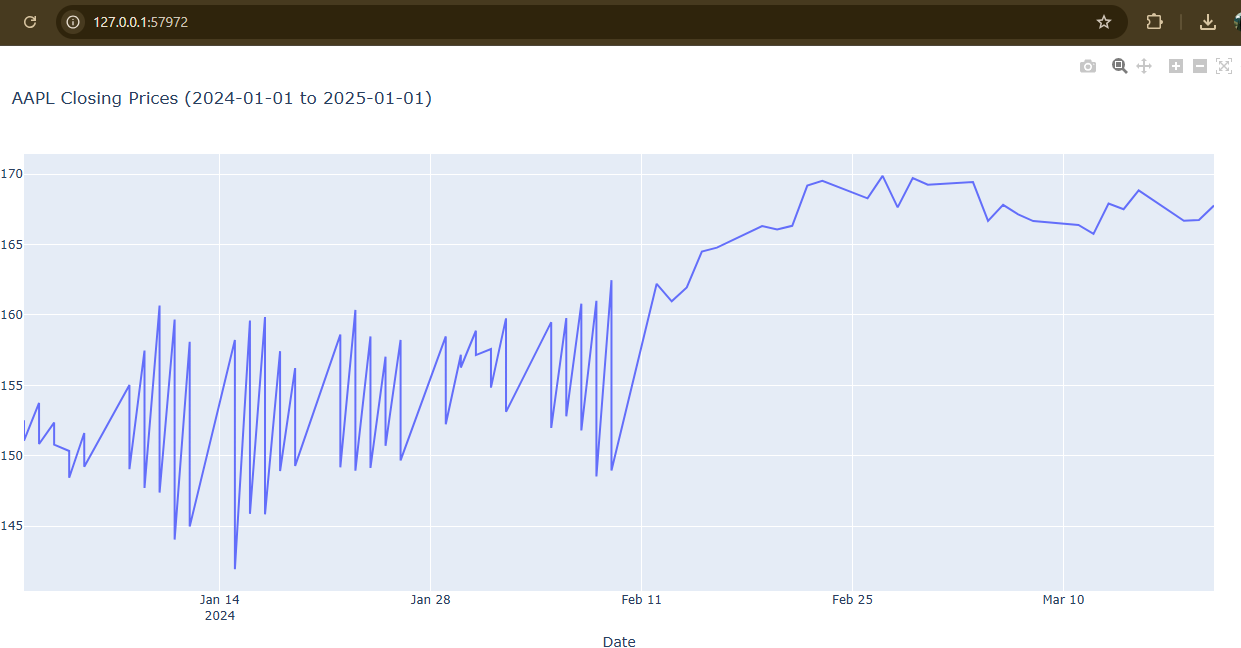 127.0.0.1:57972
AAPL Closing Prices (2024-01-01 to 2025-01-01)
170
165
160
155
150
145
Jan 14
2024
Jan 28
Feb 11
Feb 25
Mar 10
Date